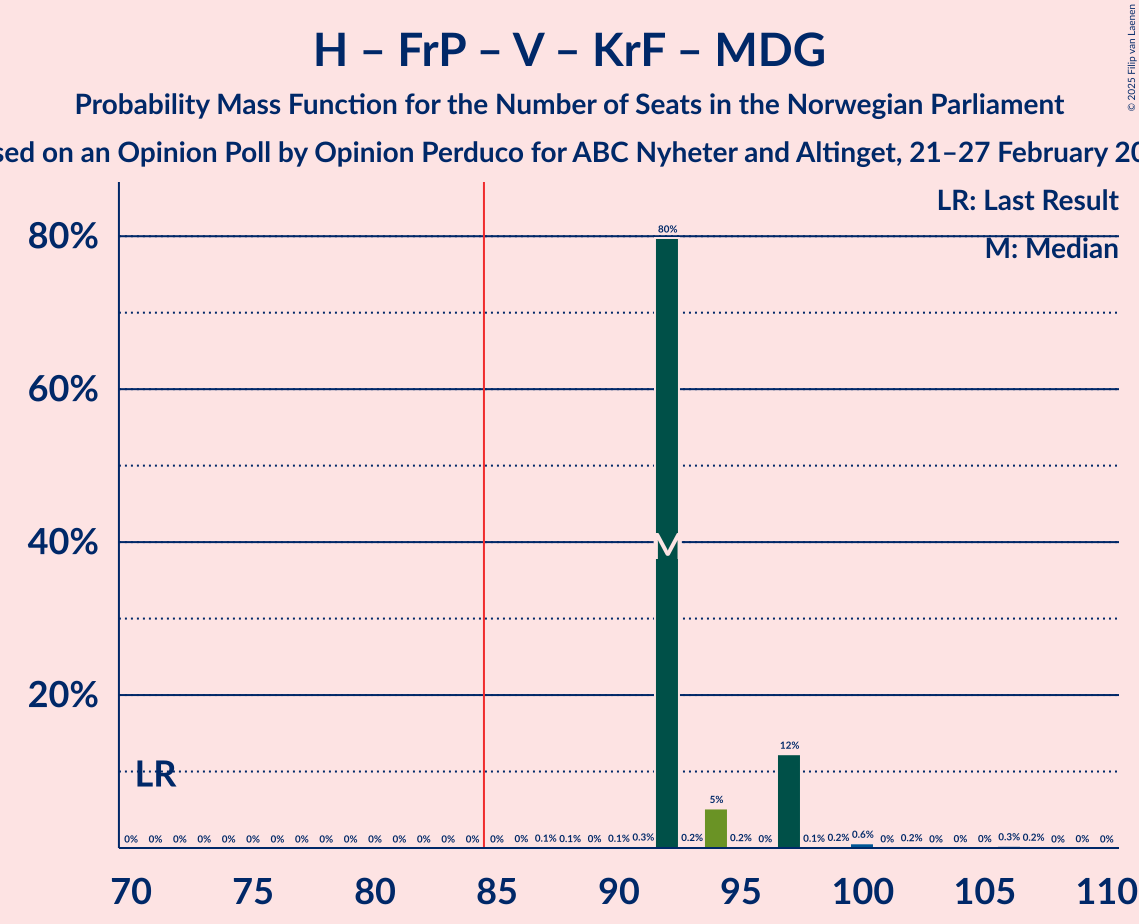 H – FrP – V – KrF – MDG
Probability Mass Function for the Number of Seats in the Norwegian Parliament
sed on an Opinion Poll by Opinion Perduco for ABC Nyheter and Altinget, 21–27 February 20
© 2025 Filip van Laenen
LR: Last Result
M: Median
80%
60%
40%
20%
80%
M
LR
12%
5%
0% 0% 0% 0% 0% 0% 0% 0% 0% 0% 0% 0% 0% 0% 0% 0% 0% 0.1% 0.1% 0% 0.1% 0.3% 0.2% 0.2% 0% 0.1% 0.2% 0.6% 0% 0.2% 0% 0% 0% 0.3% 0.2% 0% 0% 0%
70 75 80 85 90 95 100 105 110